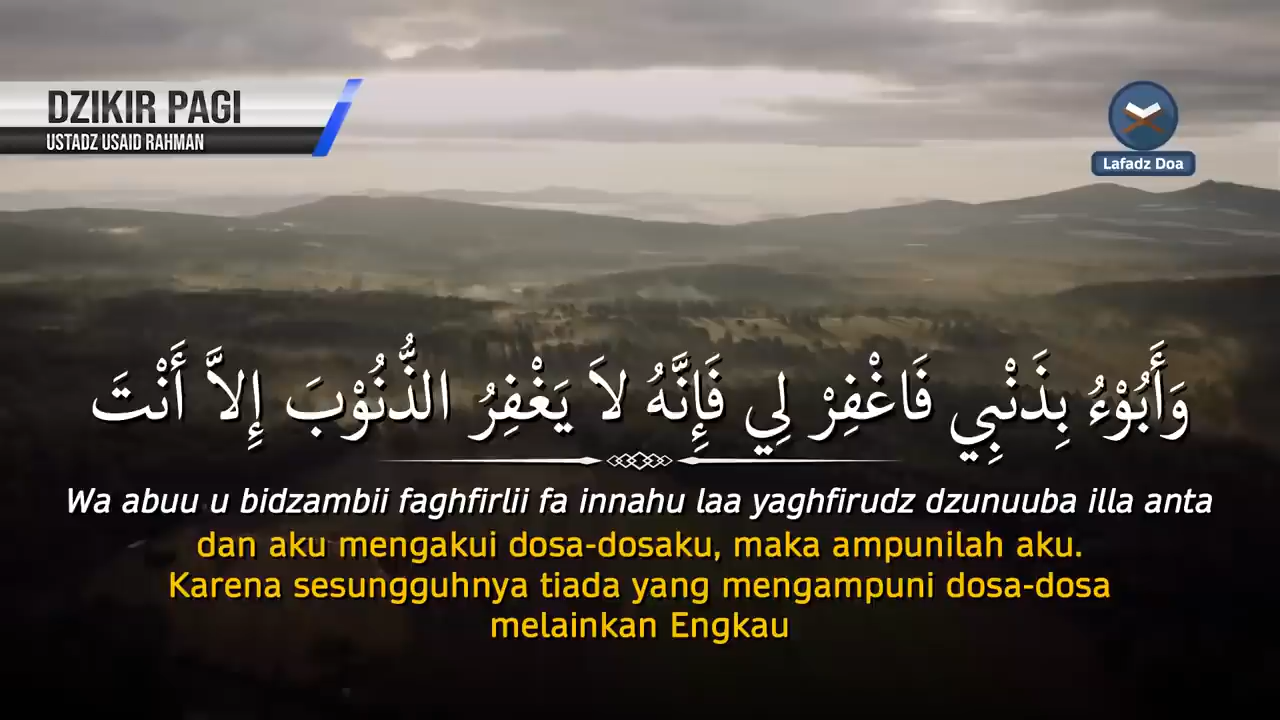 DZIKIR PAGI
USTADZ USAID RAHMAN
Lafadz Doa
وَأَبُوْءُ بِذَنْبِي فَاغْفِرْ لِي فَإِنَّهُ لاَ يَغْفِرُ الذُّنُوْبَ إِلاَّ أَنْتَ
Wa abuu u bidzambii faghfirlii fa innahu laa yaghfirudz dzunuuba illa anta
dan aku mengakui dosa-dosaku, maka ampunilah aku.
Karena sesungguhnya tiada yang mengampuni dosa-dosa
melainkan Engkau